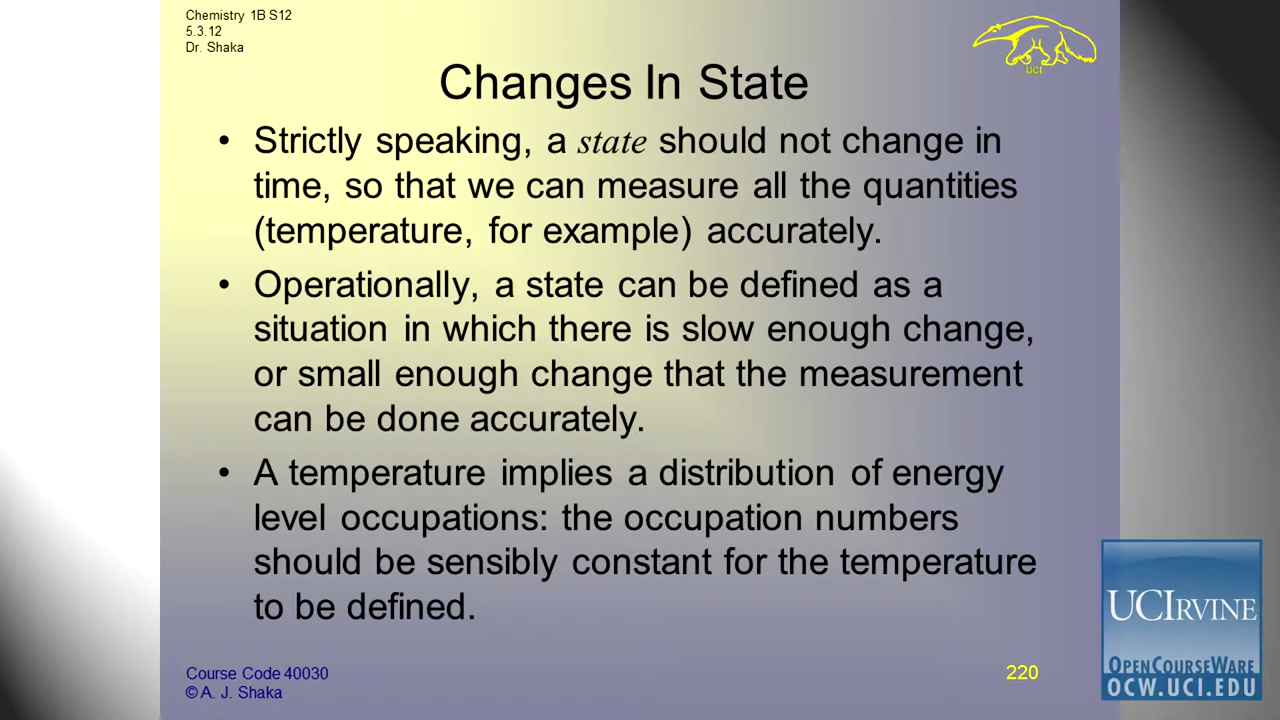 Chemistry 1B S12
5.3.12
Dr. Shaka
UCI
Changes In State
• Strictly speaking, a state should not change in
time, so that we can measure all the quantities
(temperature, for example) accurately.
• Operationally, a state can be defined as a
situation in which there is slow enough change,
or small enough change that the measurement
can be done accurately.
• A temperature implies a distribution of energy
level occupations: the occupation numbers
should be sensibly constant for the temperature
to be defined.
Course Code 40030
© A. J. Shaka
220
UCIRVINE
OPENCOURSEWARE
OCW.UCI.EDU